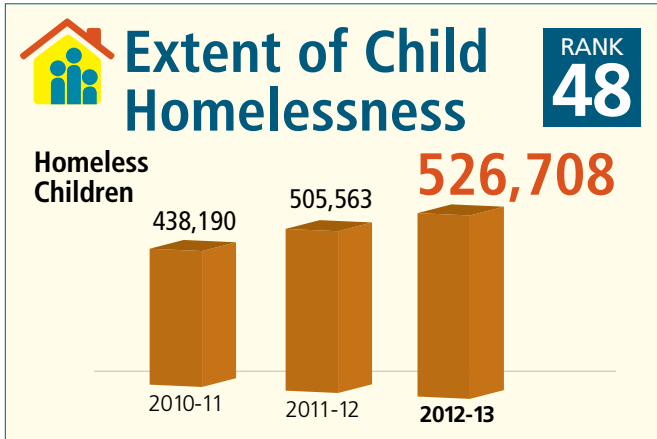 Extent of Child
Homelessness
RANK
48
Homeless
Children
438,190
505,563
526,708
2010-11
2011-12
2012-13